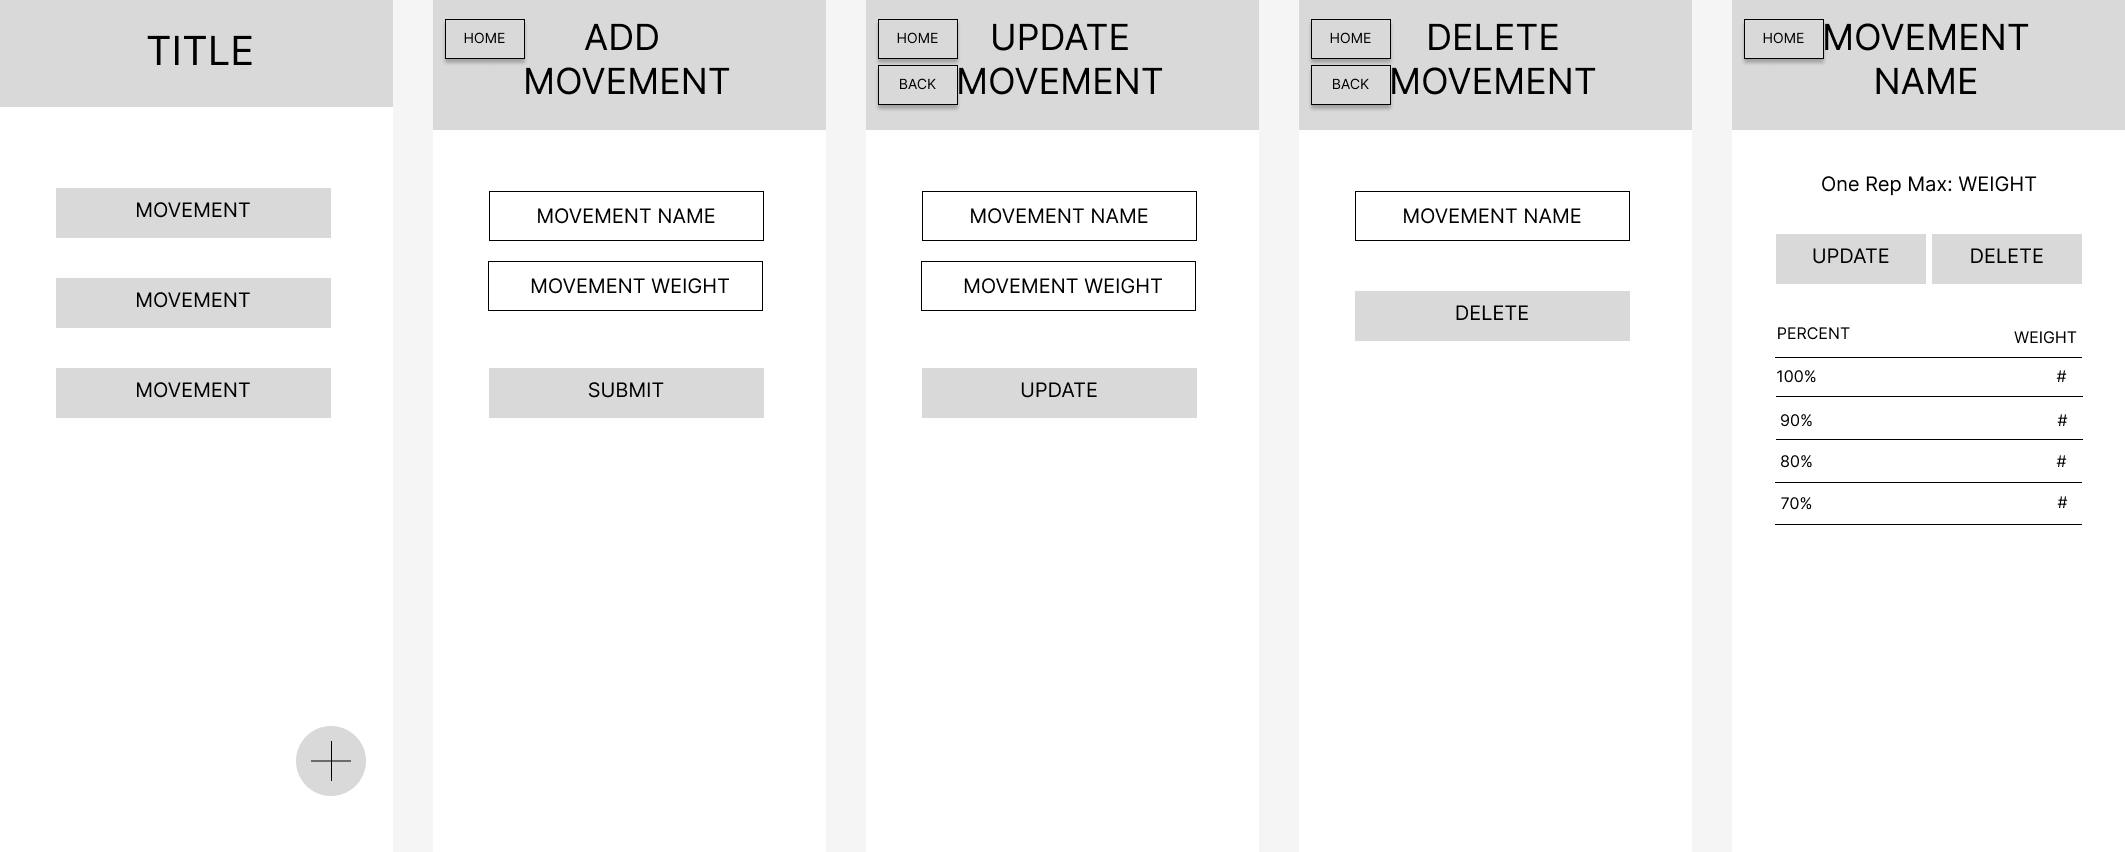 TITLE
MOVEMENT
MOVEMENT
MOVEMENT
HOME
ADD
MOVEMENT
MOVEMENT NAME
MOVEMENT WEIGHT
SUBMIT
HOME
BACK
UPDATE
MOVEMENT
MOVEMENT NAME
MOVEMENT WEIGHT
UPDATE
HOME
BACK
DELETE
MOVEMENT
MOVEMENT NAME
DELETE
HOME
MOVEMENT
NAME
One Rep Max: WEIGHT
UPDATE DELETE
PERCENT WEIGHT
100% #
90% #
80% #
70% #